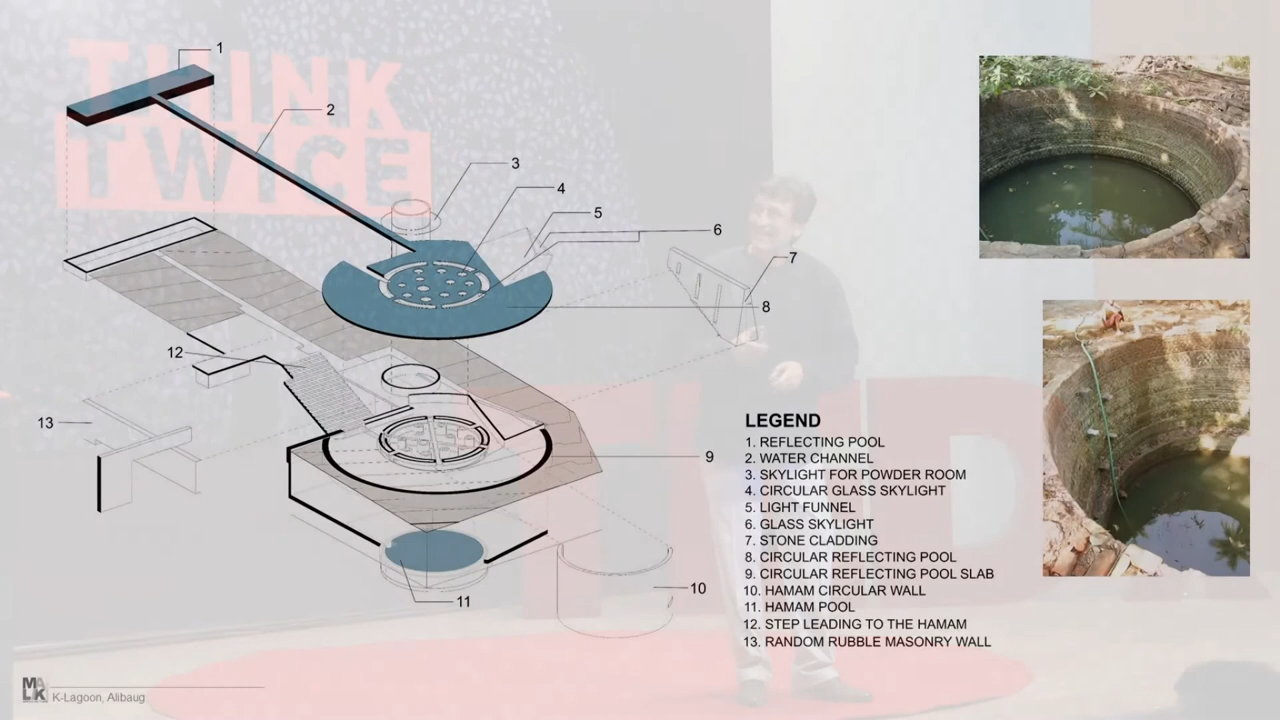 THINK
TWICE
1
2
3
4
5
6
7
8
12
13
9
10
11
LEGEND
1. REFLECTING POOL
2. WATER CHANNEL
3. SKYLIGHT FOR POWDER ROOM
4. CIRCULAR GLASS SKYLIGHT
5. LIGHT FUNNEL
6. GLASS SKYLIGHT
7. STONE CLADDING
8. CIRCULAR REFLECTING POOL
9. CIRCULAR REFLECTING POOL SLAB
10. HAMAM CIRCULAR WALL
11. HAMAM POOL
12. STEP LEADING TO THE HAMAM
13. RANDOM RUBBLE MASONRY WALL
MALK
K-Lagoon, Alibaug